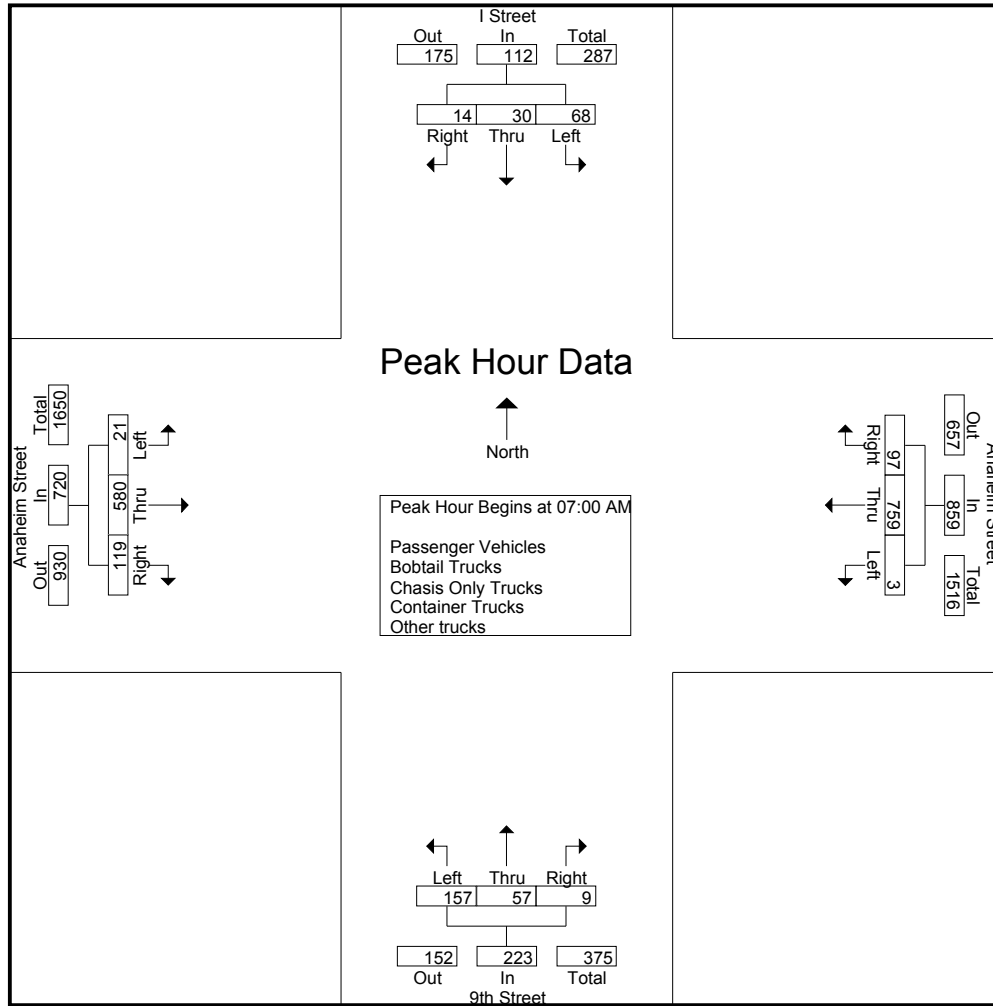 I Street
Out In Total
175 112 287
14 30 68
Right Thru Left
Peak Hour Data
North
Peak Hour Begins at 07:00 AM
Passenger Vehicles
Bobtail Trucks
Chasis Only Trucks
Container Trucks
Other trucks
Anaheim Street
Out In Total
930 720 1650
Right Thru Left
119 580 21
Anaheim Street
Out In Total
657 859 1516
97 759 3
Right Thru Left
Left Thru Right
157 57 9
152 223 375
Out In Total
9th Street